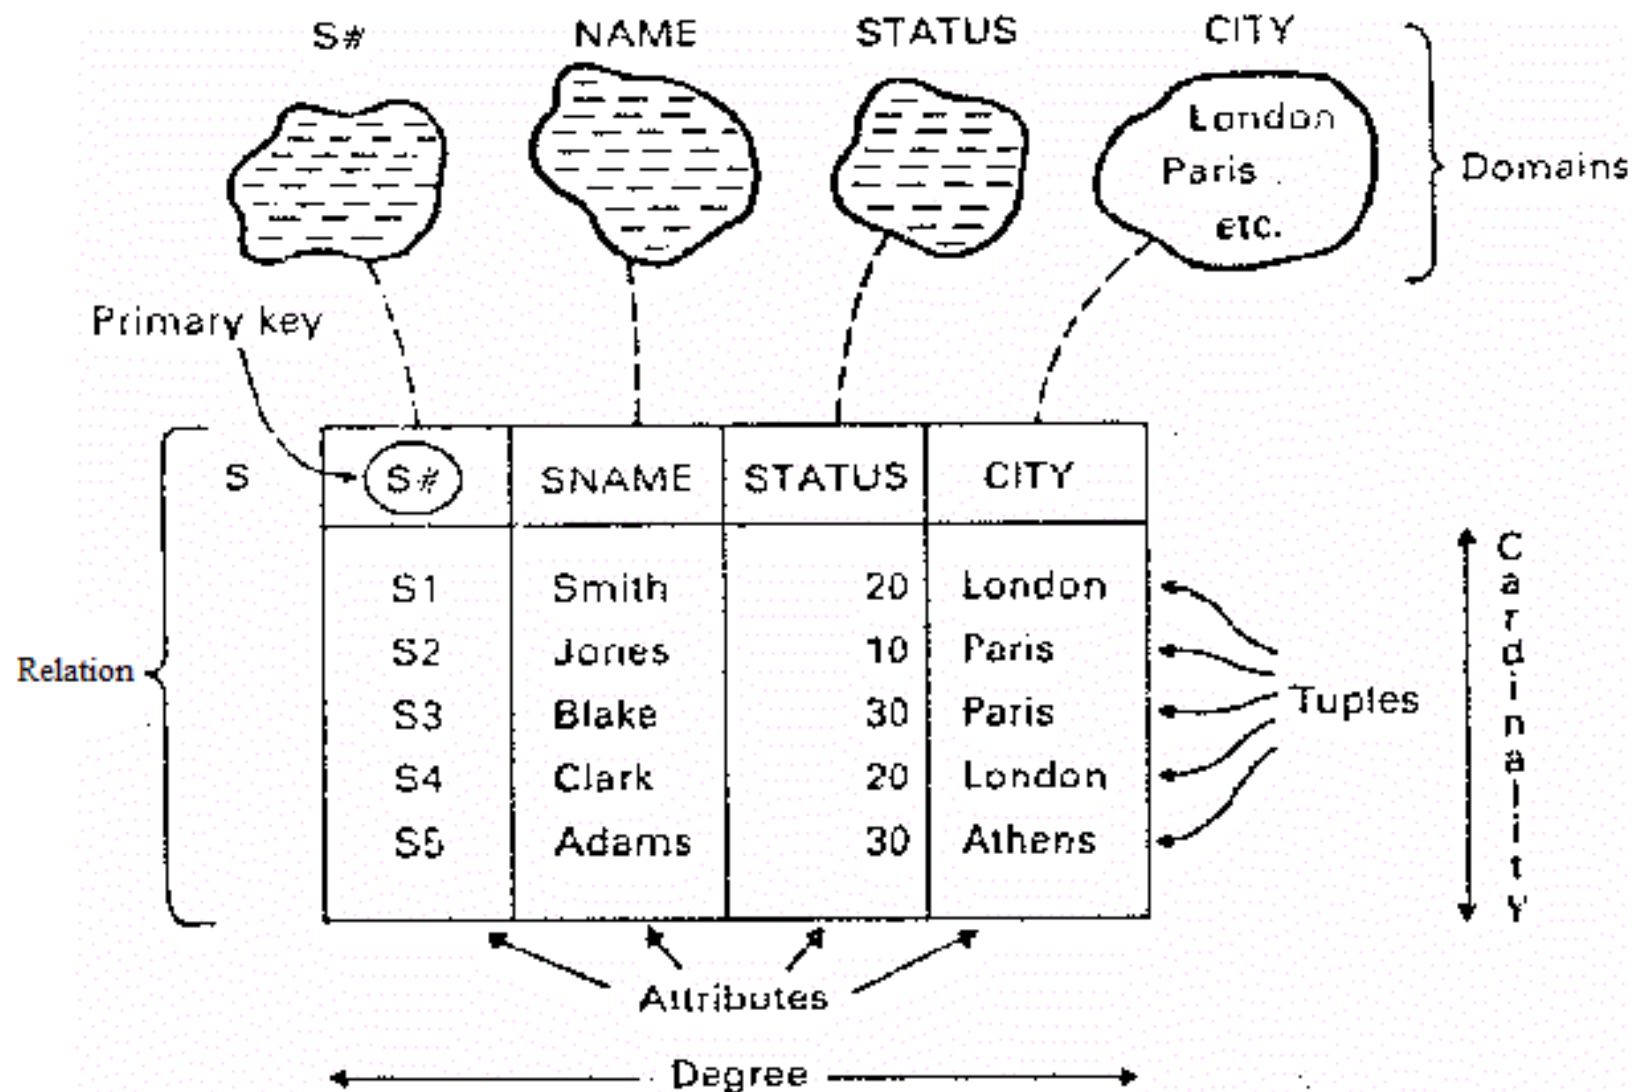 S# NAME STATUS CITY
London
Paris
etc.
Domains
Primary key
S S# SNAME STATUS CITY
S1 Smith 20 London
S2 Jones 10 Paris
S3 Blake 30 Paris
S4 Clark 20 London
S5 Adams 30 Athens
Relation
Tuples
Cardinality
Attributes
Degree